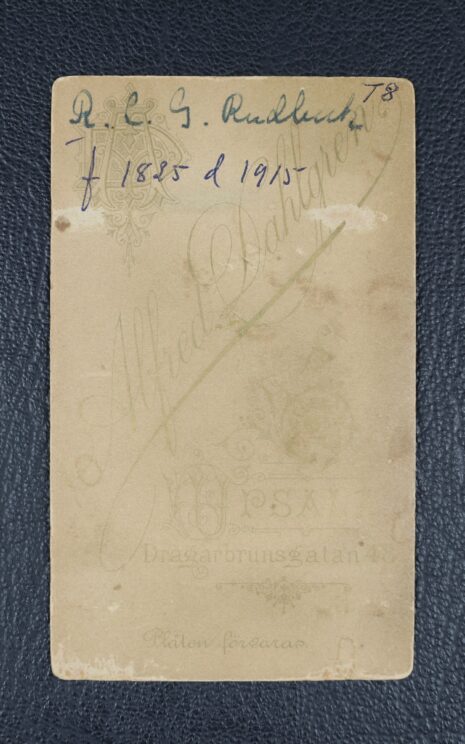 T8
R. C. G. Rudbeck
f 1825 d 1915
Alfred Dahlgren
UPSALA
Dragarbrunsgatan 48
Plåten förvaras